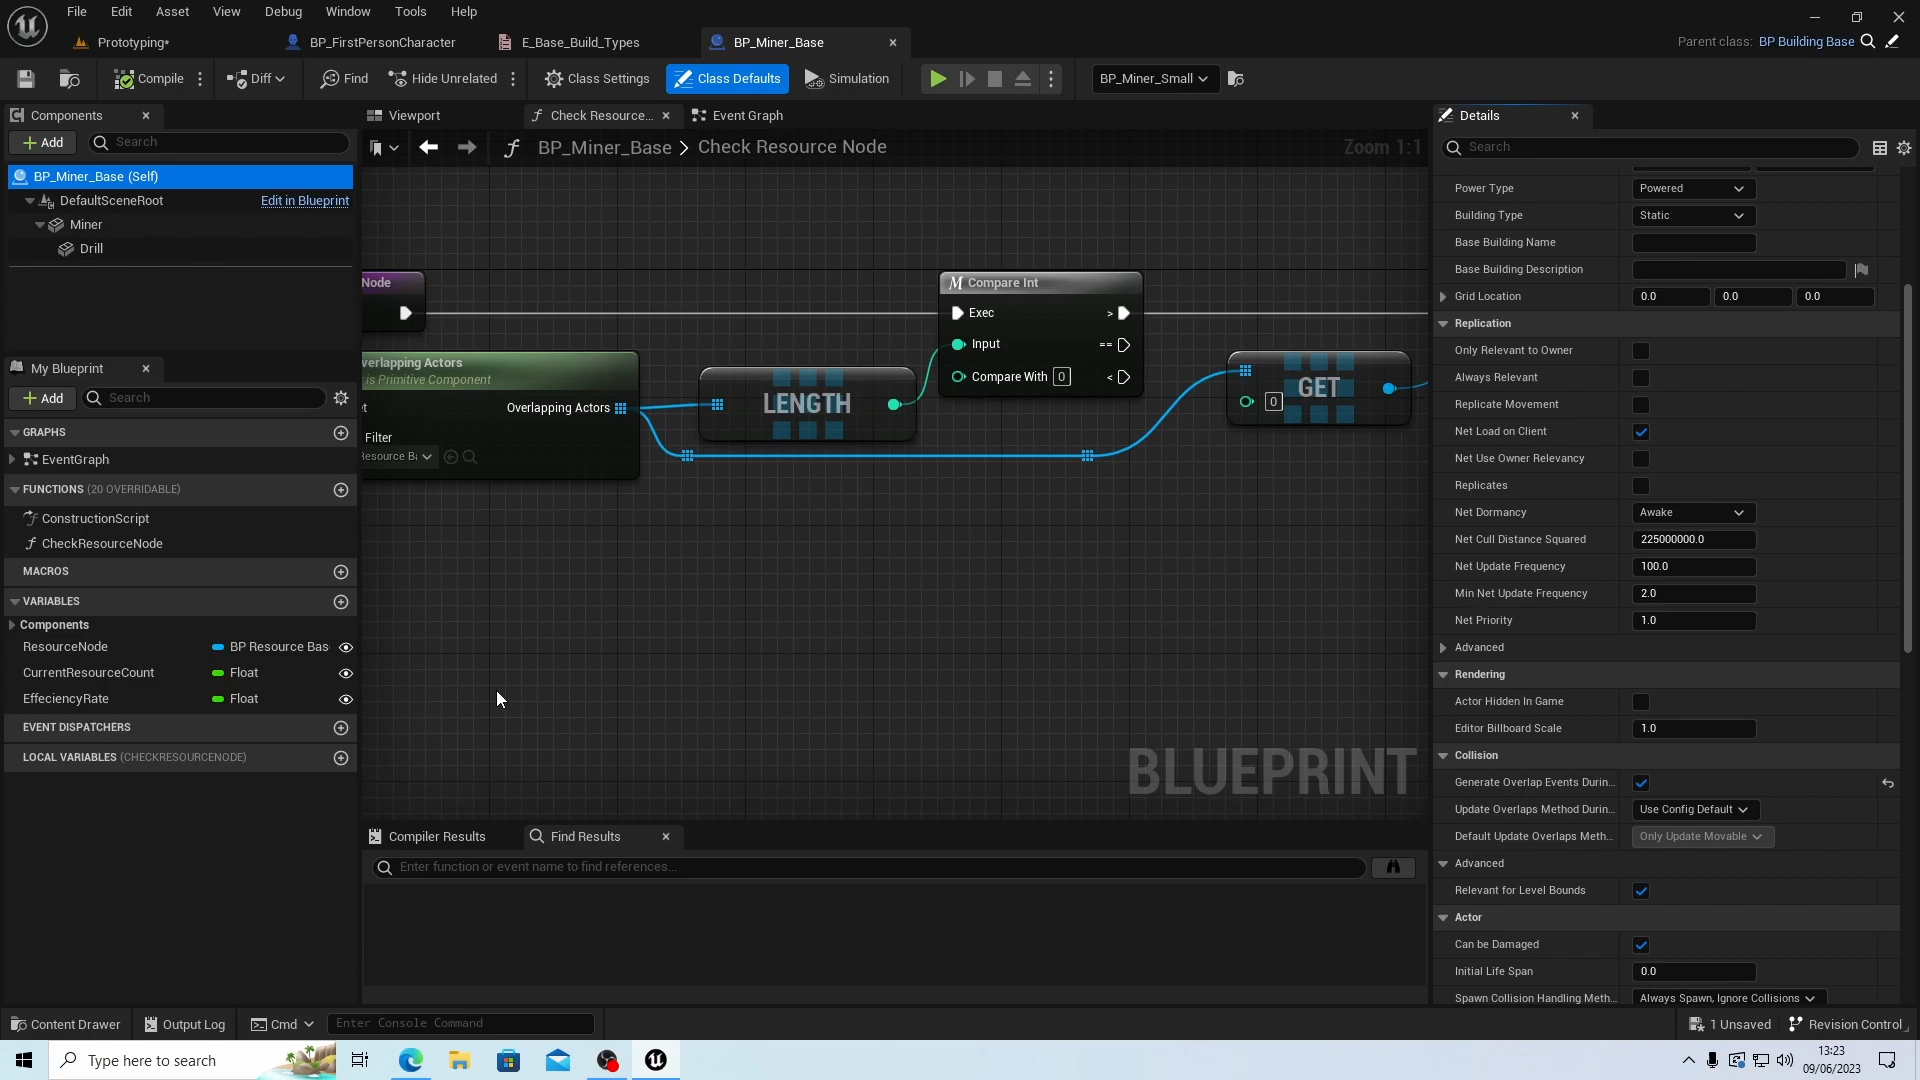 File Edit Asset View Debug Window Tools Help
Prototyping* BP_FirstPersonCharacter E_Base_Build_Types BP_Miner_Base Parent class: BP Building Base
Compile Diff Find Hide Unrelated Class Settings Class Defaults Simulation BP_Miner_Small
Components
Add Search
BP_Miner_Base (Self)
DefaultSceneRoot Edit in Blueprint
Miner
Drill
My Blueprint
Add Search
GRAPHS
EventGraph
FUNCTIONS (20 OVERRIDABLE)
ConstructionScript
CheckResourceNode
MACROS
VARIABLES
Components
ResourceNode BP Resource Bas
CurrentResourceCount Float
EffeciencyRate Float
EVENT DISPATCHERS
LOCAL VARIABLES (CHECKRESOURCENODE)
Viewport Check Resource... Event Graph
BP_Miner_Base > Check Resource Node Zoom 1:1
Node
verlapping Actors
is Primitive Component
et Overlapping Actors
Filter
Resource B
LENGTH
Compare Int
Exec >
Input ==
Compare With 0 <
GET
0
BLUEPRINT
Compiler Results Find Results
Enter function or event name to find references...
Details
Search
Power Type Powered
Building Type Static
Base Building Name
Base Building Description
Grid Location 0.0 0.0 0.0
Replication
Only Relevant to Owner
Always Relevant
Replicate Movement
Net Load on Client
Net Use Owner Relevancy
Replicates
Net Dormancy Awake
Net Cull Distance Squared 225000000.0
Net Update Frequency 100.0
Min Net Update Frequency 2.0
Net Priority 1.0
Advanced
Rendering
Actor Hidden In Game
Editor Billboard Scale 1.0
Collision
Generate Overlap Events Durin...
Update Overlaps Method Durin... Use Config Default
Default Update Overlaps Meth... Only Update Movable
Advanced
Relevant for Level Bounds
Actor
Can be Damaged
Initial Life Span 0.0
Spawn Collision Handling Meth... Always Spawn, Ignore Collisions
Content Drawer Output Log Cmd Enter Console Command 1 Unsaved Revision Control
Type here to search 13:23
09/06/2023